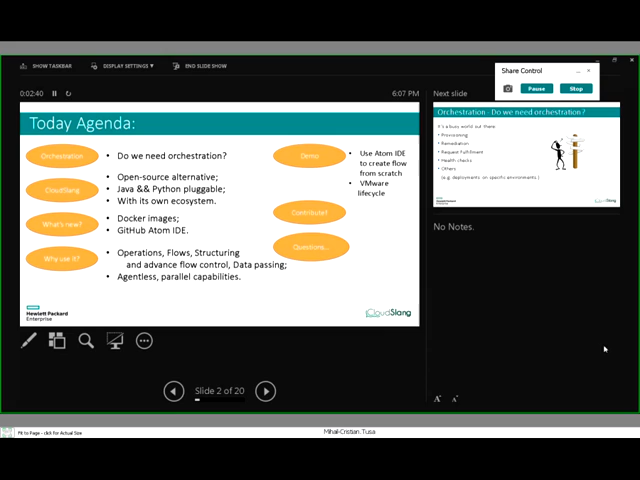 SHOW TASKBAR
DISPLAY SETTINGS ▼
END SLIDE SHOW
Share Control
Pause
Stop
0:02:40
6:07 PM
Next slide
Today Agenda:
Orchestration
• Do we need orchestration?
CloudSlang
• Open-source alternative;
• Java && Python pluggable;
• With its own ecosystem.
What's new?
• Docker images;
• GitHub Atom IDE.
Why use it?
• Operations, Flows, Structuring
and advance flow control, Data passing;
• Agentless, parallel capabilities.
Demo
• Use Atom IDE
to create flow
from scratch
• VMware
lifecycle
Contribute!
Questions...
Hewlett Packard
Enterprise
CloudSlang
Orchestration - Do we need orchestration ?
It's a busy world out there:
• Provisioning
• Remediation
• Request Fulfillment
• Health checks
• Others
(e.g. deployments on specific environments)
No Notes.
Slide 2 of 20
A A
Fit to Page - click for Actual Size
Mihail-Cristian.Tusa